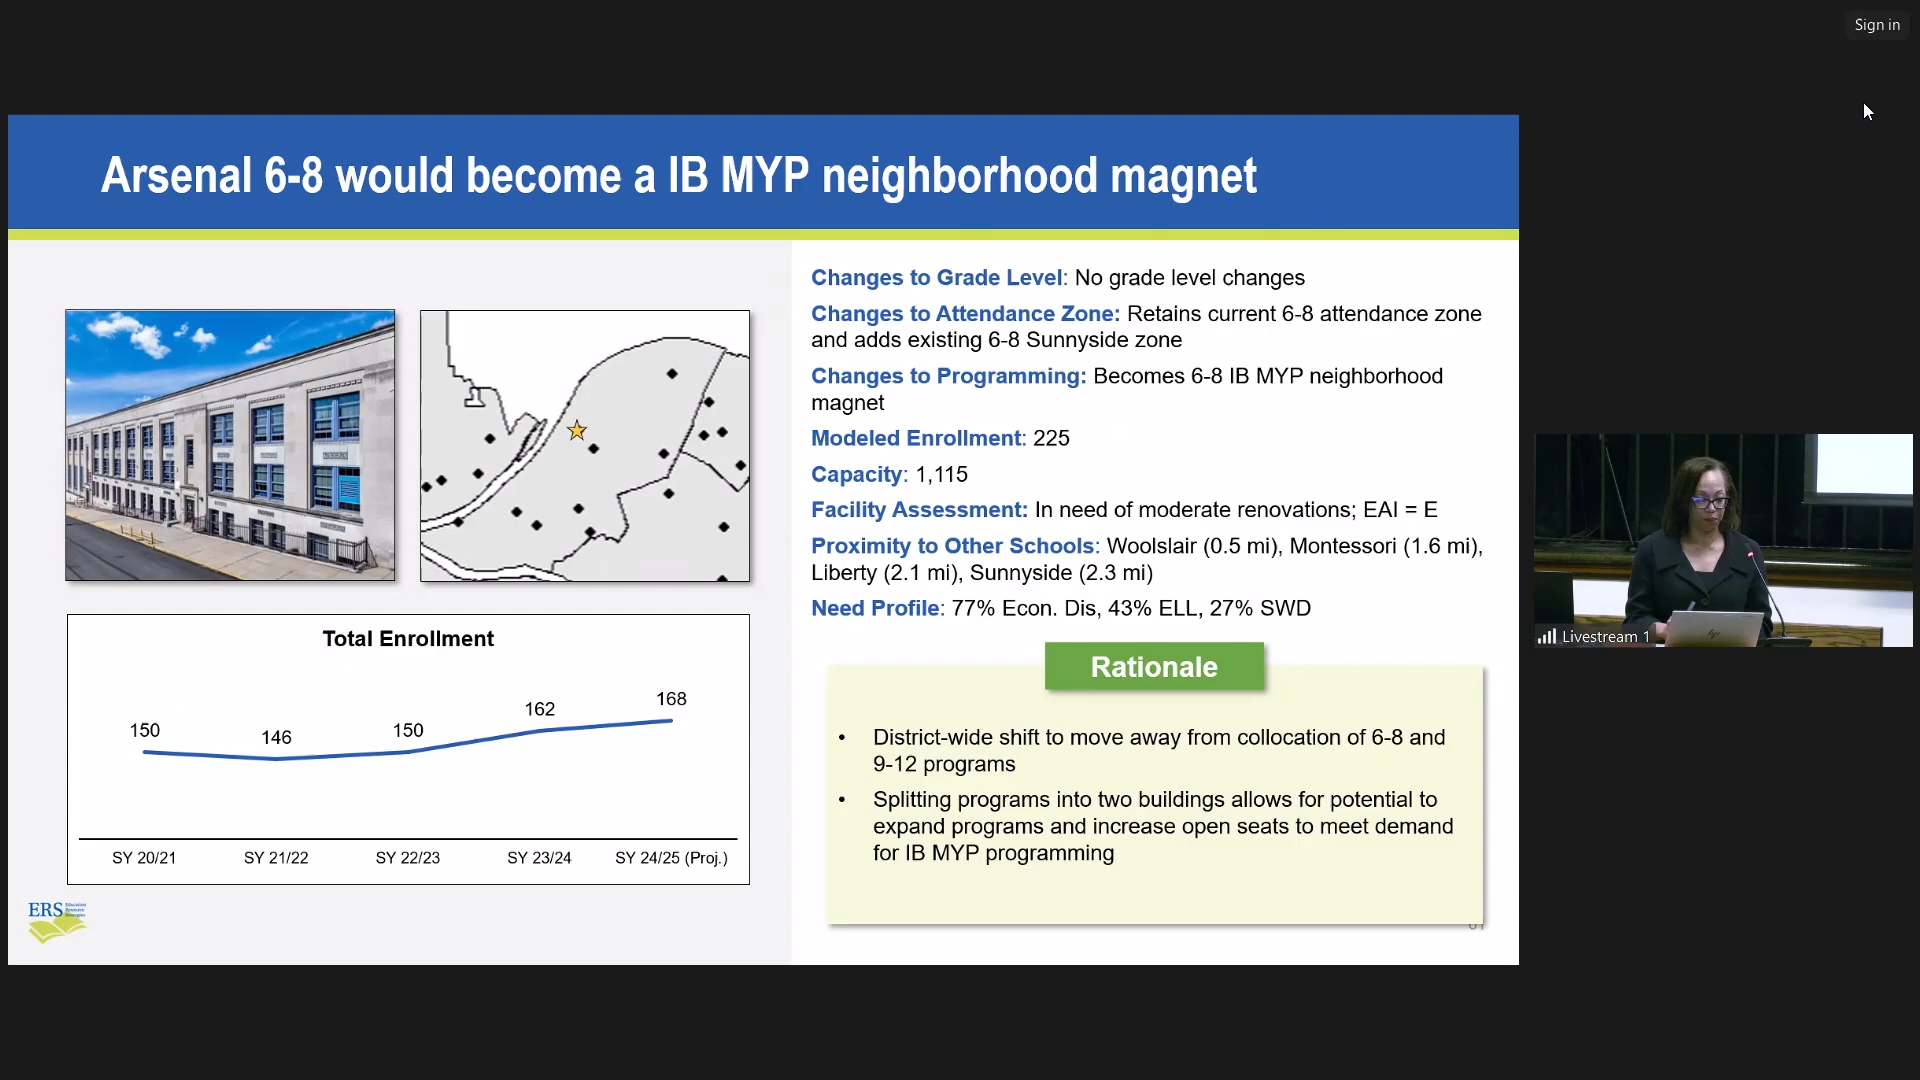 Sign in
Arsenal 6-8 would become a IB MYP neighborhood magnet
Changes to Grade Level: No grade level changes
Changes to Attendance Zone: Retains current 6-8 attendance zone
and adds existing 6-8 Sunnyside zone
Changes to Programming: Becomes 6-8 IB MYP neighborhood
magnet
Modeled Enrollment: 225
Capacity: 1,115
Facility Assessment: In need of moderate renovations; EAI = E
Proximity to Other Schools: Woolslair (0.5 mi), Montessori (1.6 mi),
Liberty (2.1 mi), Sunnyside (2.3 mi)
Need Profile: 77% Econ. Dis, 43% ELL, 27% SWD
Total Enrollment
150
146
150
162
168
SY 20/21
SY 21/22
SY 22/23
SY 23/24
SY 24/25 (Proj.)
Rationale
• District-wide shift to move away from collocation of 6-8 and
9-12 programs
• Splitting programs into two buildings allows for potential to
expand programs and increase open seats to meet demand
for IB MYP programming
ERS
Livestream 1
hp